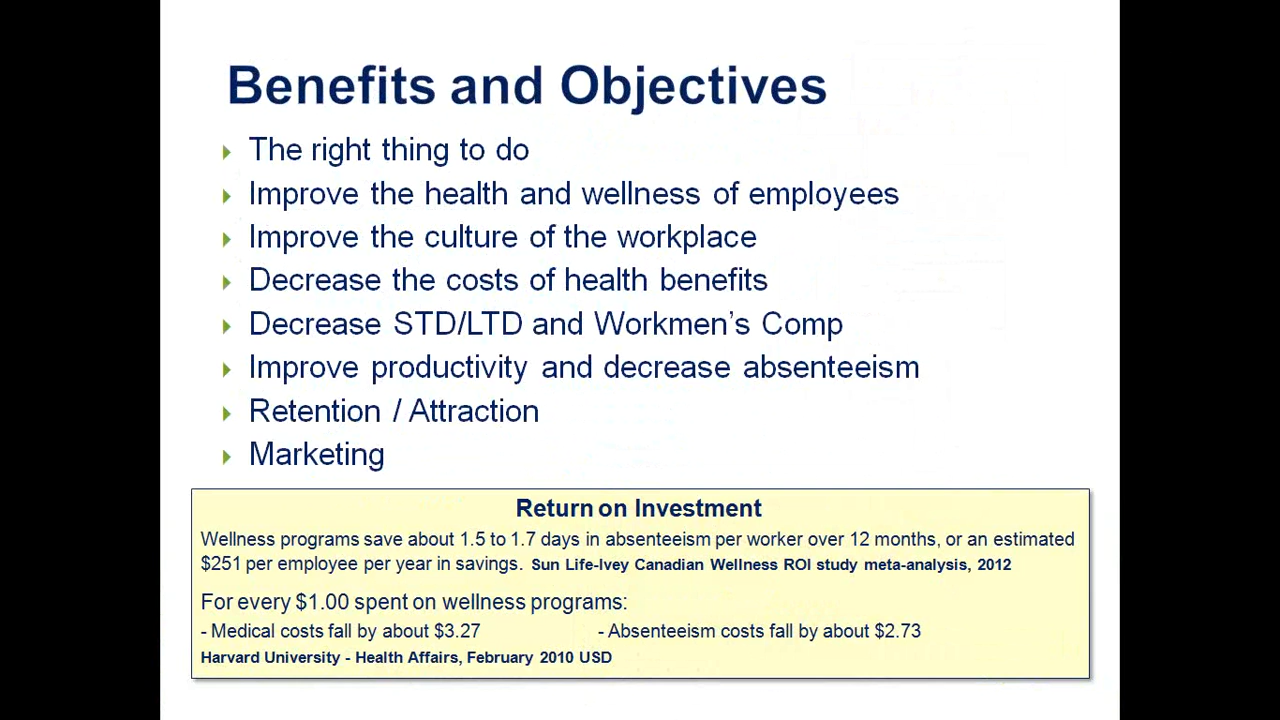 Benefits and Objectives
The right thing to do
Improve the health and wellness of employees
Improve the culture of the workplace
Decrease the costs of health benefits
Decrease STD/LTD and Workmen’s Comp
Improve productivity and decrease absenteeism
Retention / Attraction
Marketing
Return on Investment
Wellness programs save about 1.5 to 1.7 days in absenteeism per worker over 12 months, or an estimated
$251 per employee per year in savings. Sun Life-Ivey Canadian Wellness ROI study meta-analysis, 2012
For every $1.00 spent on wellness programs:
- Medical costs fall by about $3.27 - Absenteeism costs fall by about $2.73
Harvard University - Health Affairs, February 2010 USD